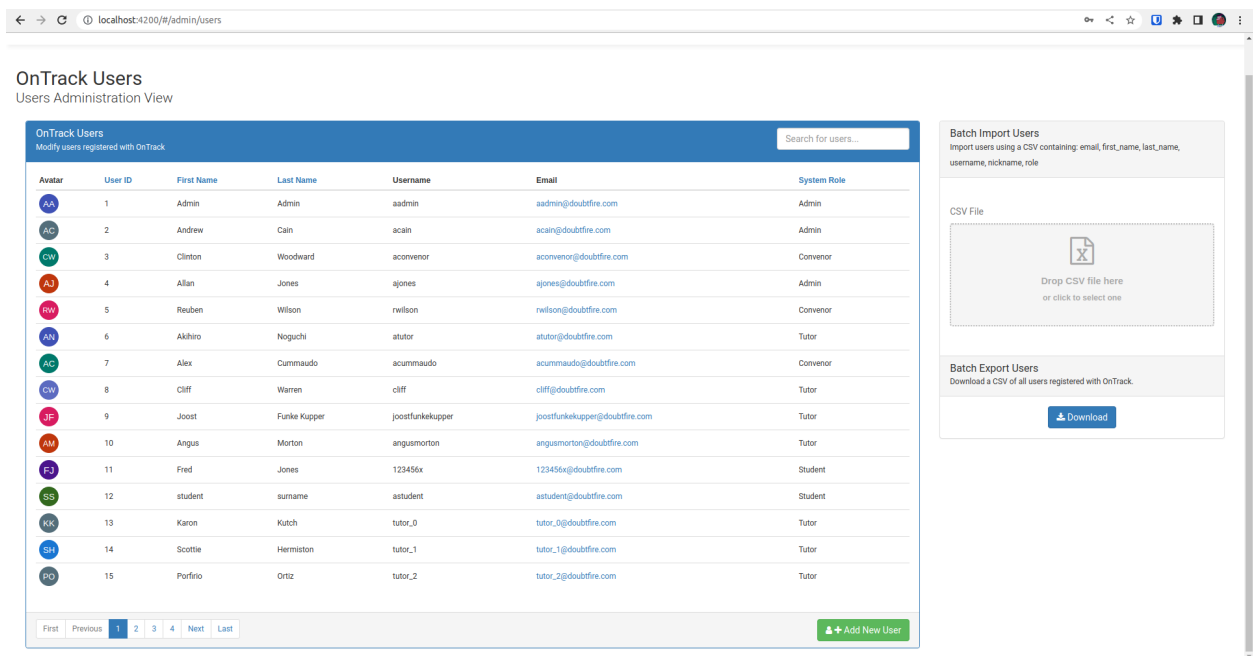 localhost:4200/#/admin/users
OnTrack Users
Users Administration View
OnTrack Users
Modify users registered with OnTrack
Search for users...
Avatar User ID First Name Last Name Username Email System Role
AA 1 Admin Admin aadmin aadmin@doubtfire.com Admin
AC 2 Andrew Cain acain acain@doubtfire.com Admin
CW 3 Clinton Woodward aconvenor aconvenor@doubtfire.com Convenor
AJ 4 Allan Jones ajones ajones@doubtfire.com Admin
RW 5 Reuben Wilson rwilson rwilson@doubtfire.com Convenor
AN 6 Akihiro Noguchi atutor atutor@doubtfire.com Tutor
AC 7 Alex Cummaudo acummaudo acummaudo@doubtfire.com Convenor
CW 8 Cliff Warren cliff cliff@doubtfire.com Tutor
JF 9 Joost Funke Kupper joostfunkekupper joostfunkekupper@doubtfire.com Tutor
AM 10 Angus Morton angusmorton angusmorton@doubtfire.com Tutor
FJ 11 Fred Jones 123456x 123456x@doubtfire.com Student
SS 12 student surname astudent astudent@doubtfire.com Student
KK 13 Karon Kutch tutor_0 tutor_0@doubtfire.com Tutor
SH 14 Scottie Hermiston tutor_1 tutor_1@doubtfire.com Tutor
PO 15 Porfirio Ortiz tutor_2 tutor_2@doubtfire.com Tutor
First Previous 1 2 3 4 Next Last
Add New User
Batch Import Users
Import users using a CSV containing: email, first_name, last_name,
username, nickname, role
CSV File
X
Drop CSV file here
or click to select one
Batch Export Users
Download a CSV of all users registered with OnTrack.
Download